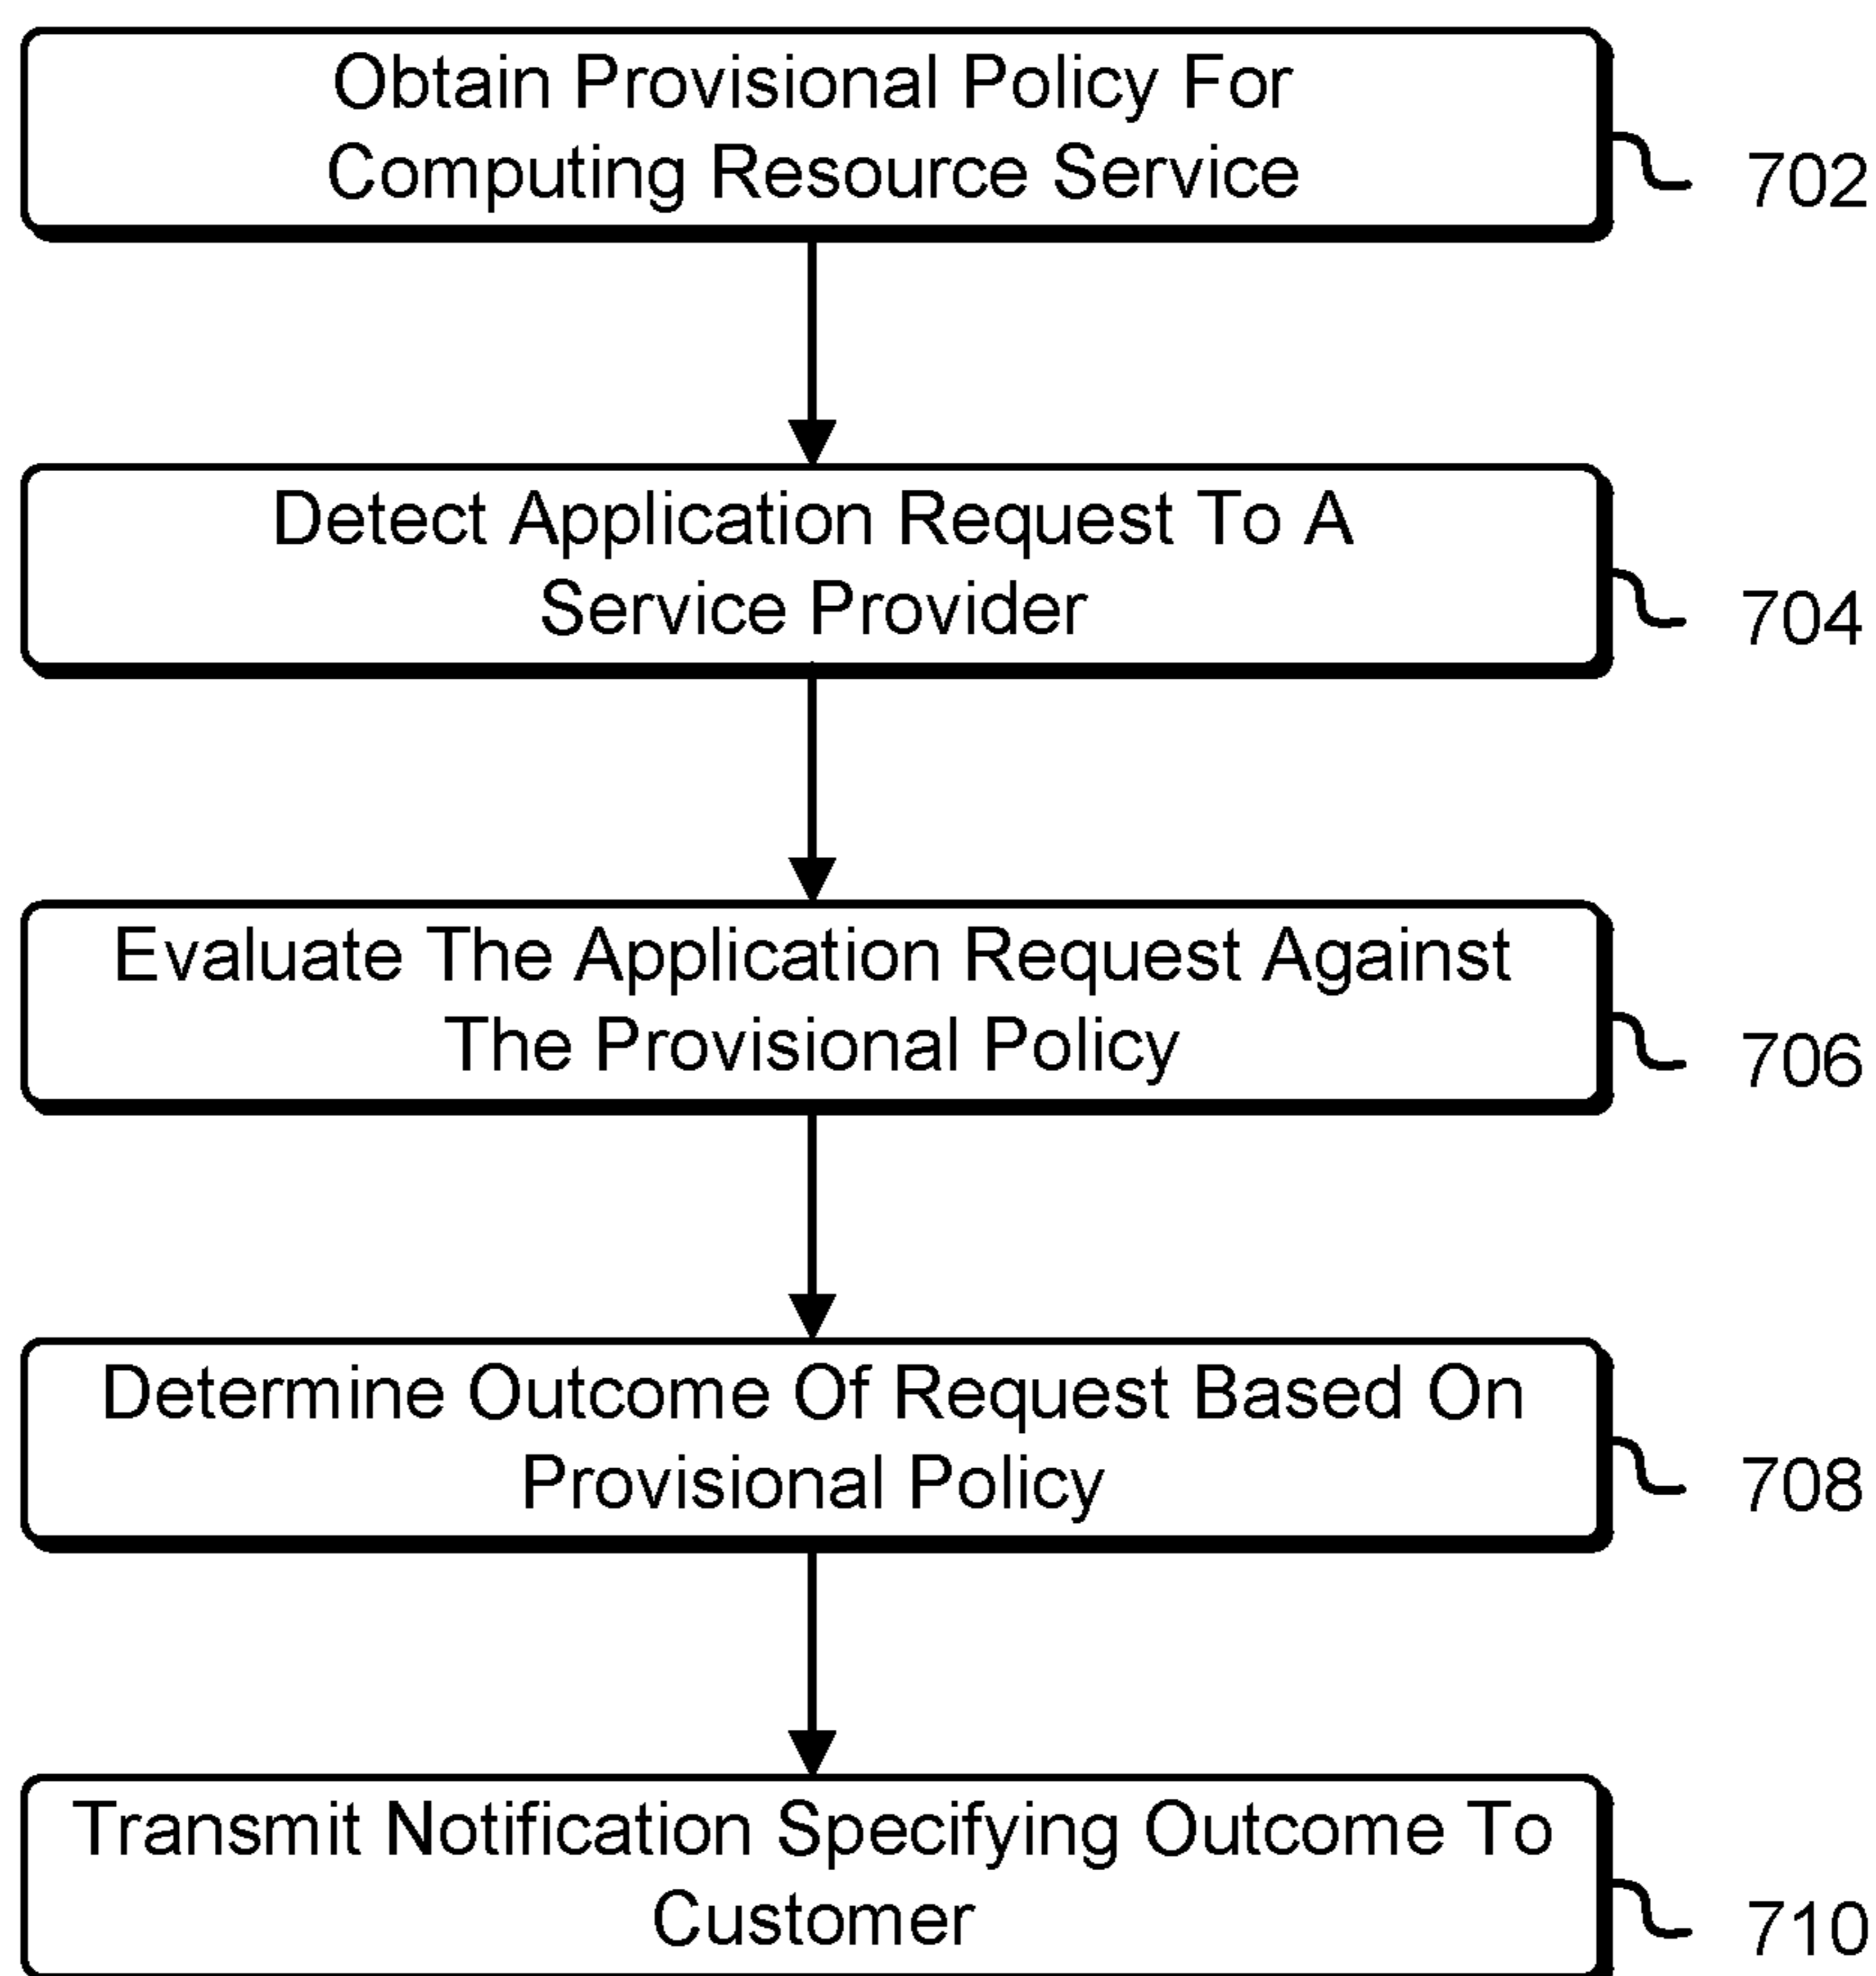 Obtain Provisional Policy For
Computing Resource Service
702
Detect Application Request To A
Service Provider
704
Evaluate The Application Request Against
The Provisional Policy
706
Determine Outcome Of Request Based On
Provisional Policy
708
Transmit Notification Specifying Outcome To
Customer
710